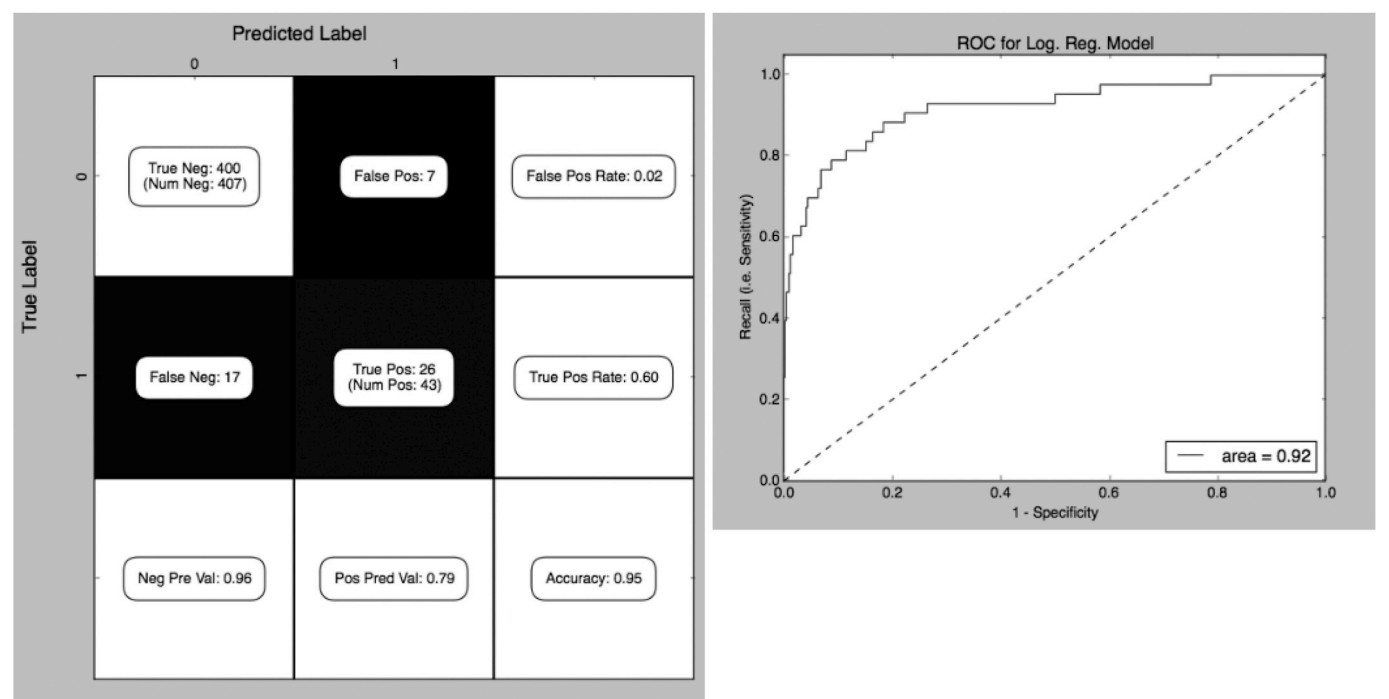 Predicted Label
0
1
True Label
0
True Neg: 400
(Num Neg: 407)
False Pos: 7
False Pos Rate: 0.02
1
False Neg: 17
True Pos: 26
(Num Pos: 43)
True Pos Rate: 0.60
Neg Pre Val: 0.96
Pos Pred Val: 0.79
Accuracy: 0.95
ROC for Log. Reg. Model
Recall (i.e. Sensitivity)
1.0
0.8
0.6
0.4
0.2
0.0
0.0
0.2
0.4
0.6
0.8
1.0
1 - Specificity
area = 0.92